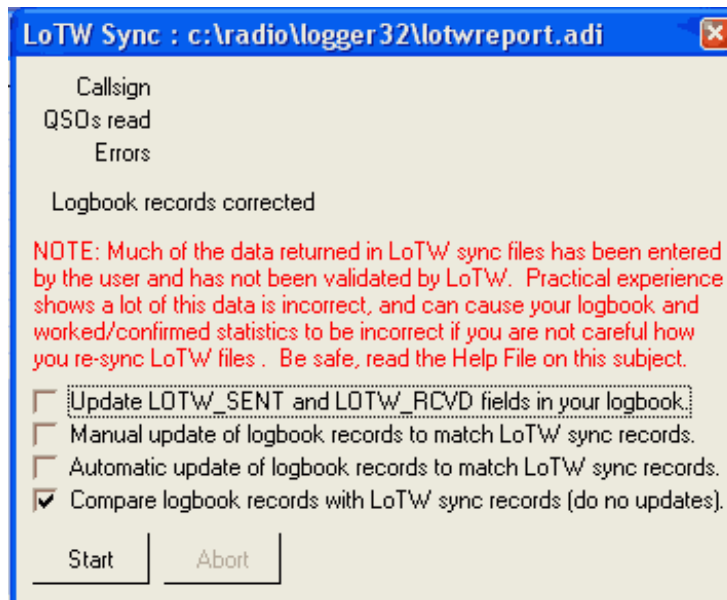 LoTW Sync : c:\radio\logger32\lotwreport.adi
Callsign
QSOs read
Errors
Logbook records corrected
NOTE: Much of the data returned in LoTW sync files has been entered
by the user and has not been validated by LoTW.  Practical experience
shows a lot of this data is incorrect, and can cause your logbook and
worked/confirmed statistics to be incorrect if you are not careful how
you re-sync LoTW files .  Be safe, read the Help File on this subject.
Update LOTW_SENT and LOTW_RCVD fields in your logbook.
Manual update of logbook records to match LoTW sync records.
Automatic update of logbook records to match LoTW sync records.
Compare logbook records with LoTW sync records (do no updates).
Start Abort